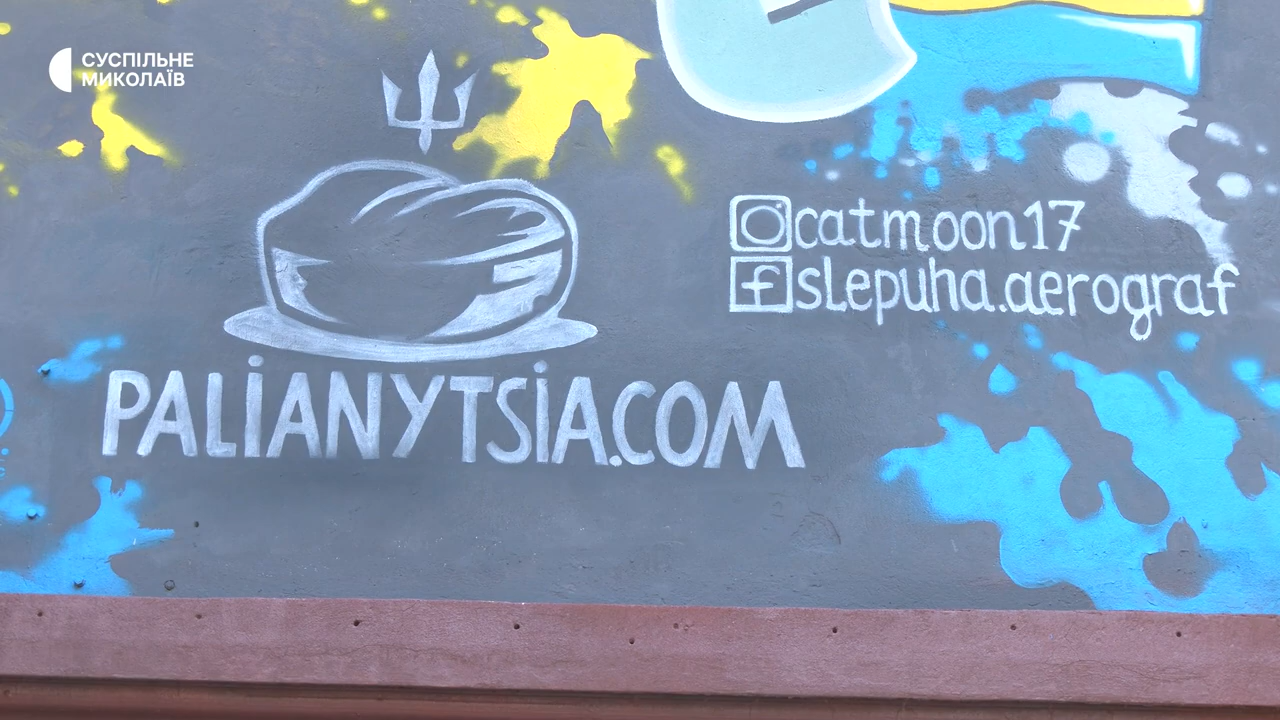 СУСПІЛЬНЕ
МИКОЛАЇВ
catmoon17
slepuha.aerograf
PALIANYTSIA.COM